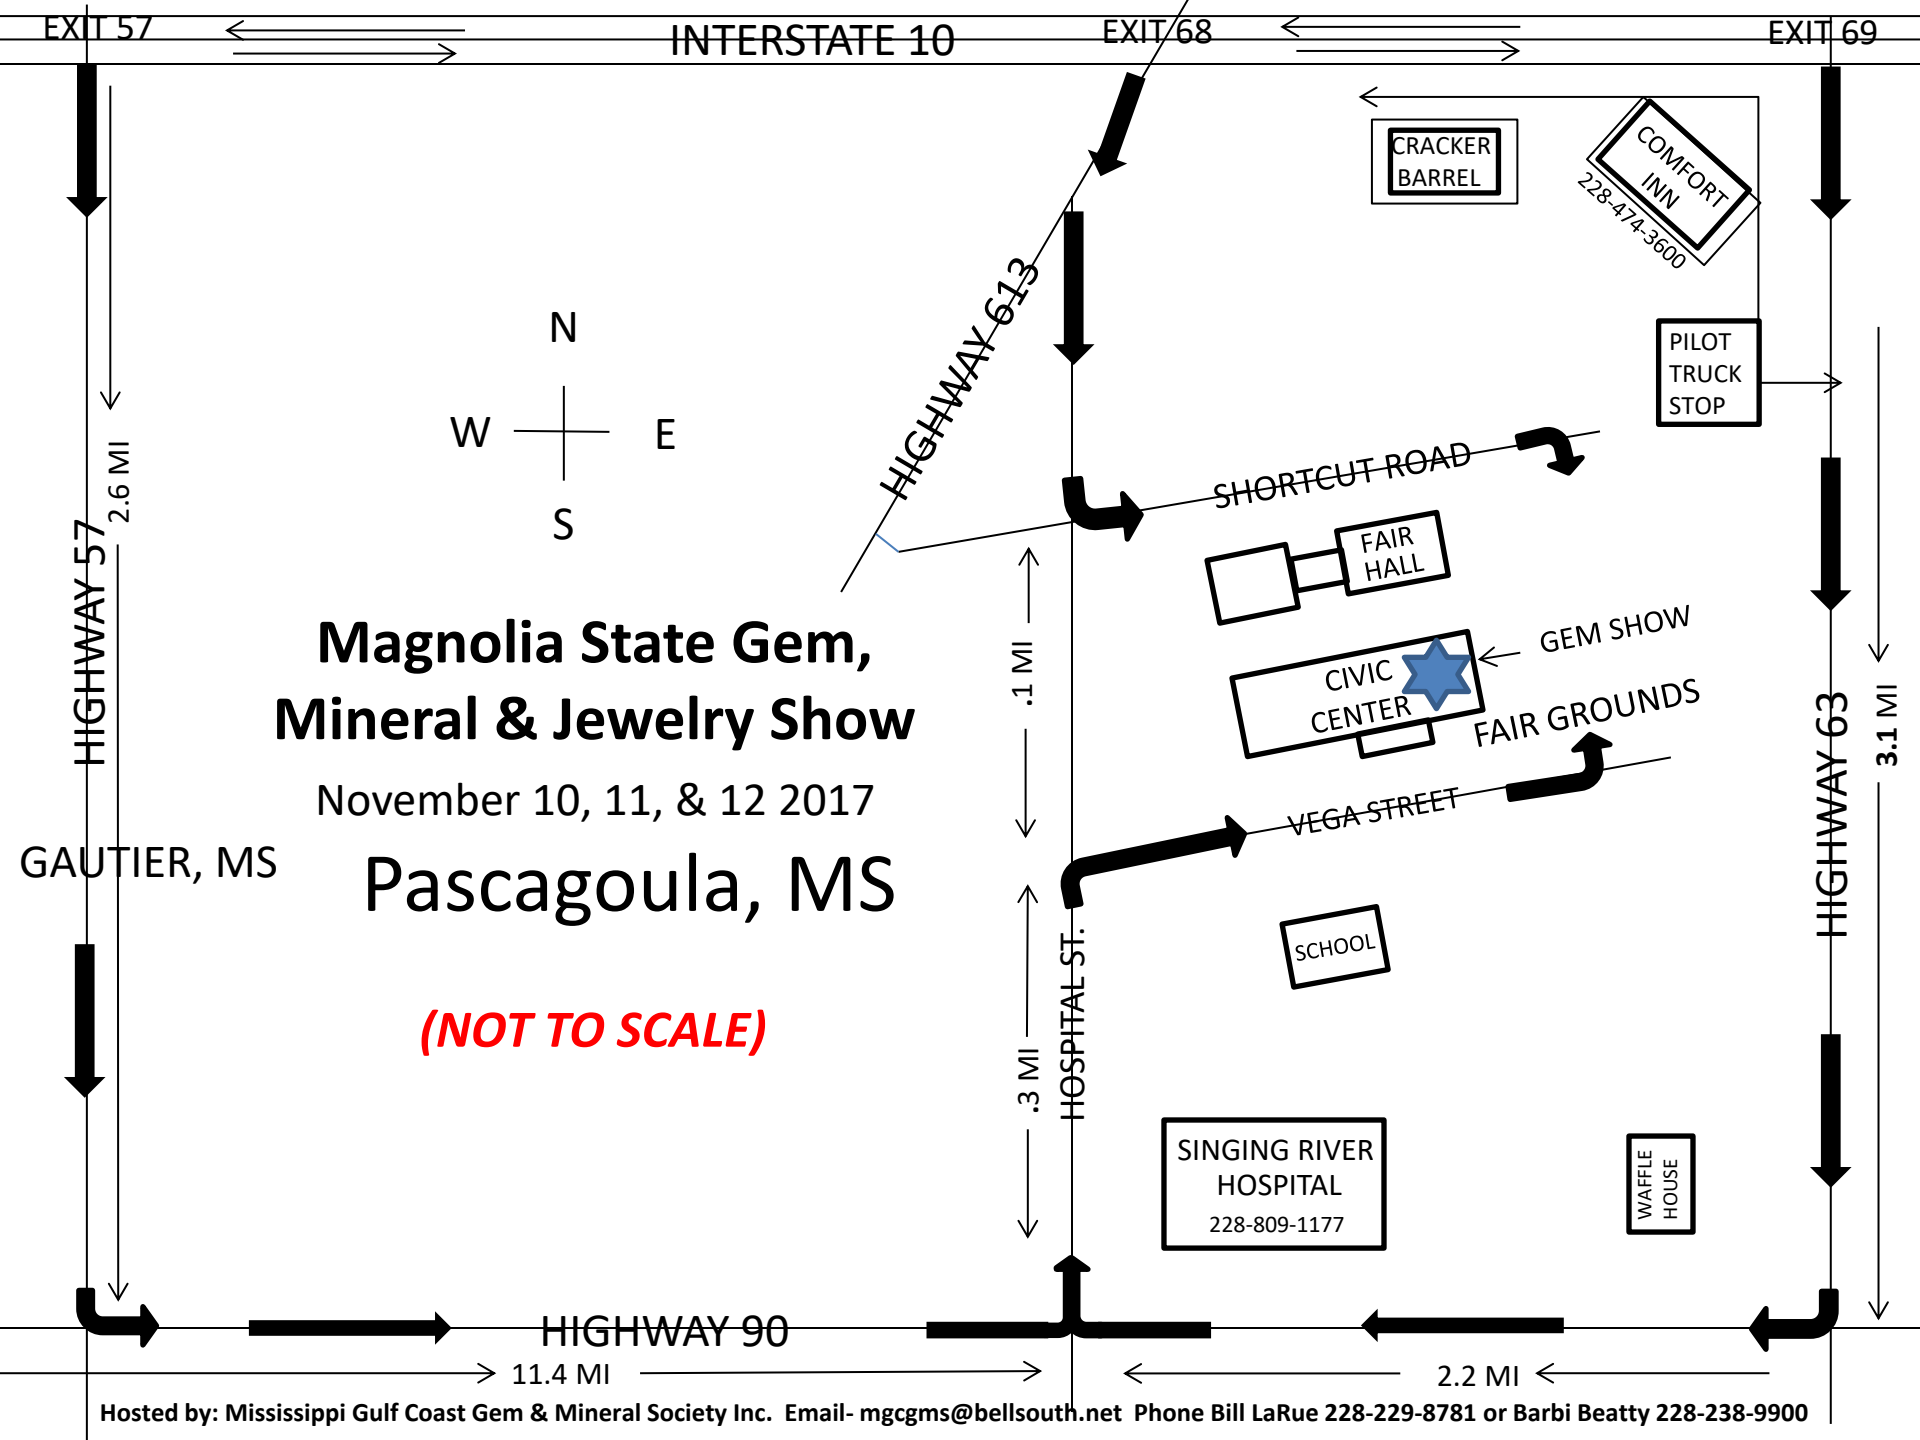 EXIT 57
INTERSTATE 10
EXIT 68
EXIT 69
CRACKER
BARREL
COMFORT
INN
228-474-3600
PILOT
TRUCK
STOP
HIGHWAY 613
N
W
E
S
2.6 MI
HIGHWAY 57
SHORTCUT ROAD
FAIR
HALL
GEM SHOW
CIVIC
CENTER
FAIR GROUNDS
.1 MI
VEGA STREET
HIGHWAY 63
3.1 MI
Magnolia State Gem,
Mineral & Jewelry Show
November 10, 11, & 12 2017
GAUTIER, MS
Pascagoula, MS
(NOT TO SCALE)
SCHOOL
HOSPITAL ST.
.3 MI
SINGING RIVER
HOSPITAL
228-809-1177
WAFFLE
HOUSE
HIGHWAY 90
11.4 MI
2.2 MI
Hosted by: Mississippi Gulf Coast Gem & Mineral Society Inc. Email- mgcgms@bellsouth.net Phone Bill LaRue 228-229-8781 or Barbi Beatty 228-238-9900